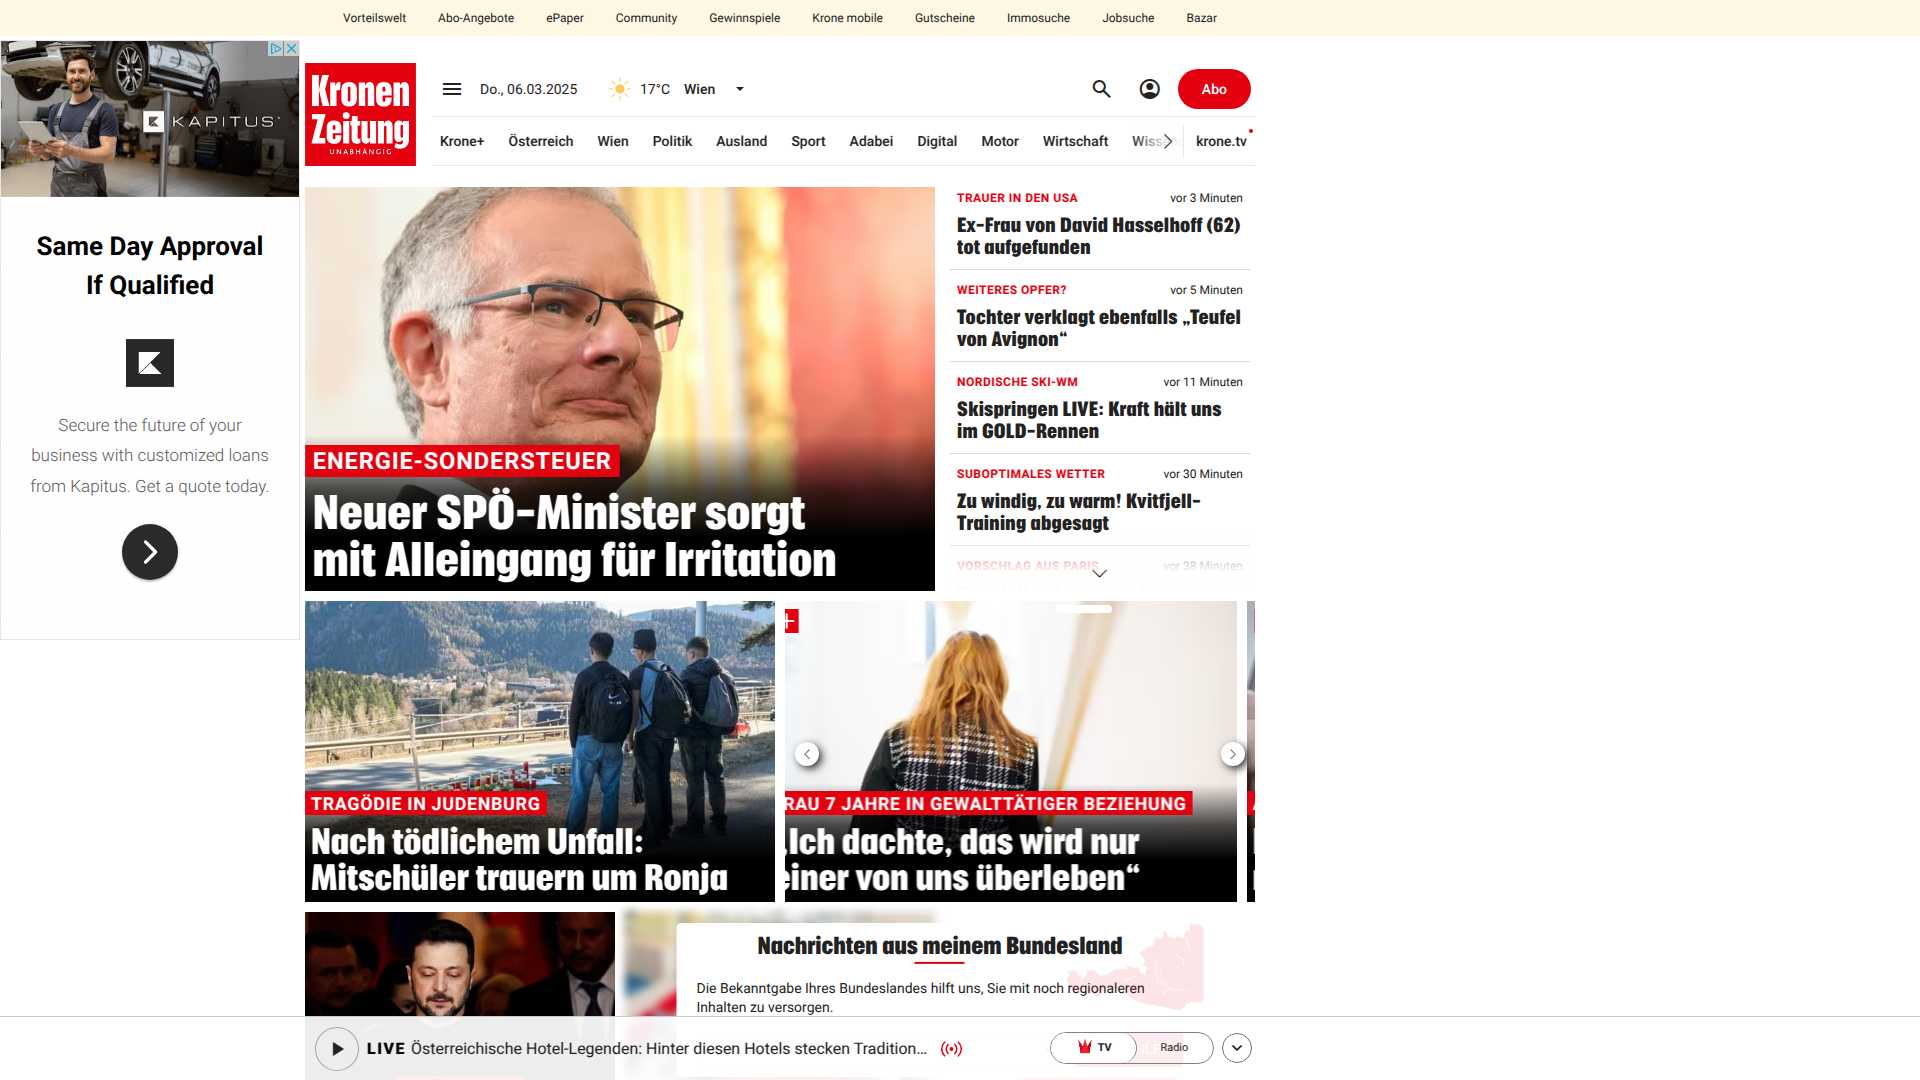 Vorteilswelt Abo-Angebote ePaper Community Gewinnspiele Krone mobile Gutscheine Immosuche Jobsuche Bazar
KAPITUS
Same Day Approval
If Qualified
Secure the future of your
business with customized loans
from Kapitus. Get a quote today.
Kronen
Zeitung
UNABHÄNGIG
Do., 06.03.2025 17°C Wien
Abo
Krone+ Österreich Wien Politik Ausland Sport Adabei Digital Motor Wirtschaft krone.tv
ENERGIE-SONDERSTEUER
Neuer SPÖ-Minister sorgt
mit Alleingang für Irritation
TRAUER IN DEN USA vor 3 Minuten
Ex-Frau von David Hasselhoff (62)
tot aufgefunden
WEITERES OPFER? vor 5 Minuten
Tochter verklagt ebenfalls „Teufel
von Avignon“
NORDISCHE SKI-WM vor 11 Minuten
Skispringen LIVE: Kraft hält uns
im GOLD-Rennen
SUBOPTIMALES WETTER vor 30 Minuten
Zu windig, zu warm! Kvitfjell-
Training abgesagt
VORSCHLAG AUS PARIS vor 38 Minuten
TRAGÖDIE IN JUDENBURG
Nach tödlichem Unfall:
Mitschüler trauern um Ronja
RAU 7 JAHRE IN GEWALTTÄTIGER BEZIEHUNG
Ich dachte, das wird nur
einer von uns überleben“
Nachrichten aus meinem Bundesland
Die Bekanntgabe Ihres Bundeslandes hilft uns, Sie mit noch regionaleren
Inhalten zu versorgen.
LIVE Österreichische Hotel-Legenden: Hinter diesen Hotels stecken Tradition...
TV Radio